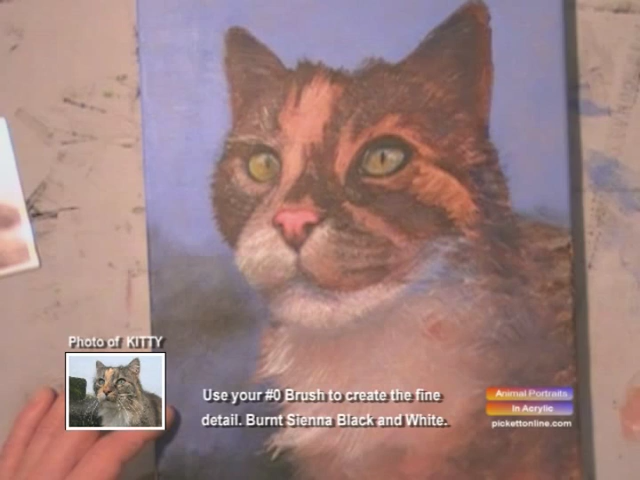 Photo of KITTY
Use your #0 Brush to create the fine
detail. Burnt Sienna Black and White.
Animal Portraits
In Acrylic
pickettonline.com